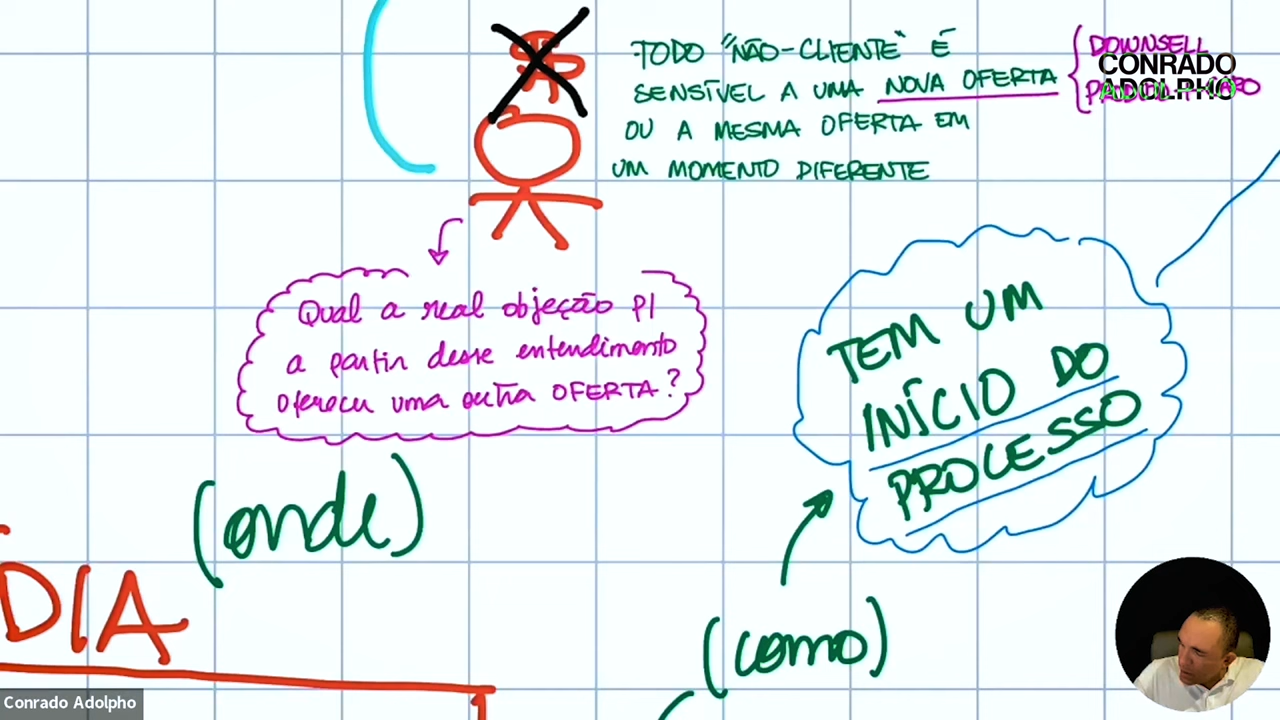 TODO "NÃO-CLIENTE" É
SENSÍVEL A UMA NOVA OFERTA
OU A MESMA OFERTA EM
UM MOMENTO DIFERENTE
DOWNSELL
CONRADO
ADOLPHO
Qual a real objeção p/
a partir desse entendimento
oferecer uma outra OFERTA?
TEM UM
INÍCIO DO
PROCESSO
(onde)
DIA
(como)
Conrado Adolpho